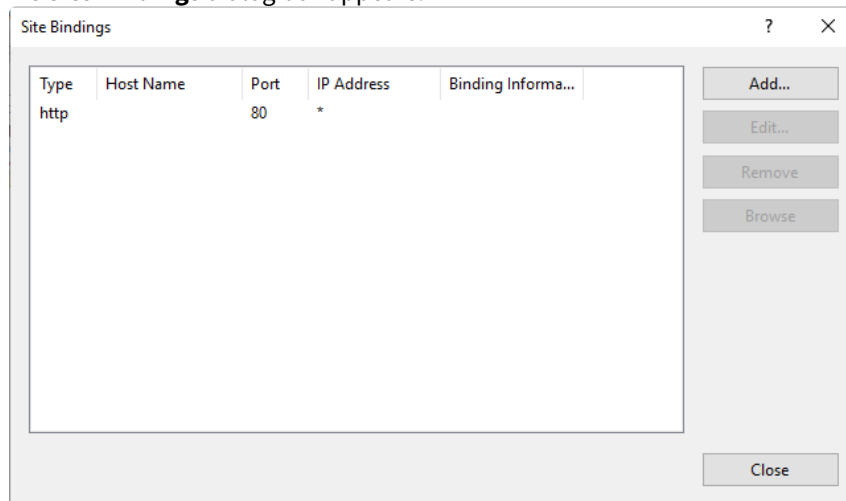 Site Bindings ? ×
Type Host Name Port IP Address Binding Informa... Add...
http 80 *
Edit...
Remove
Browse
Close